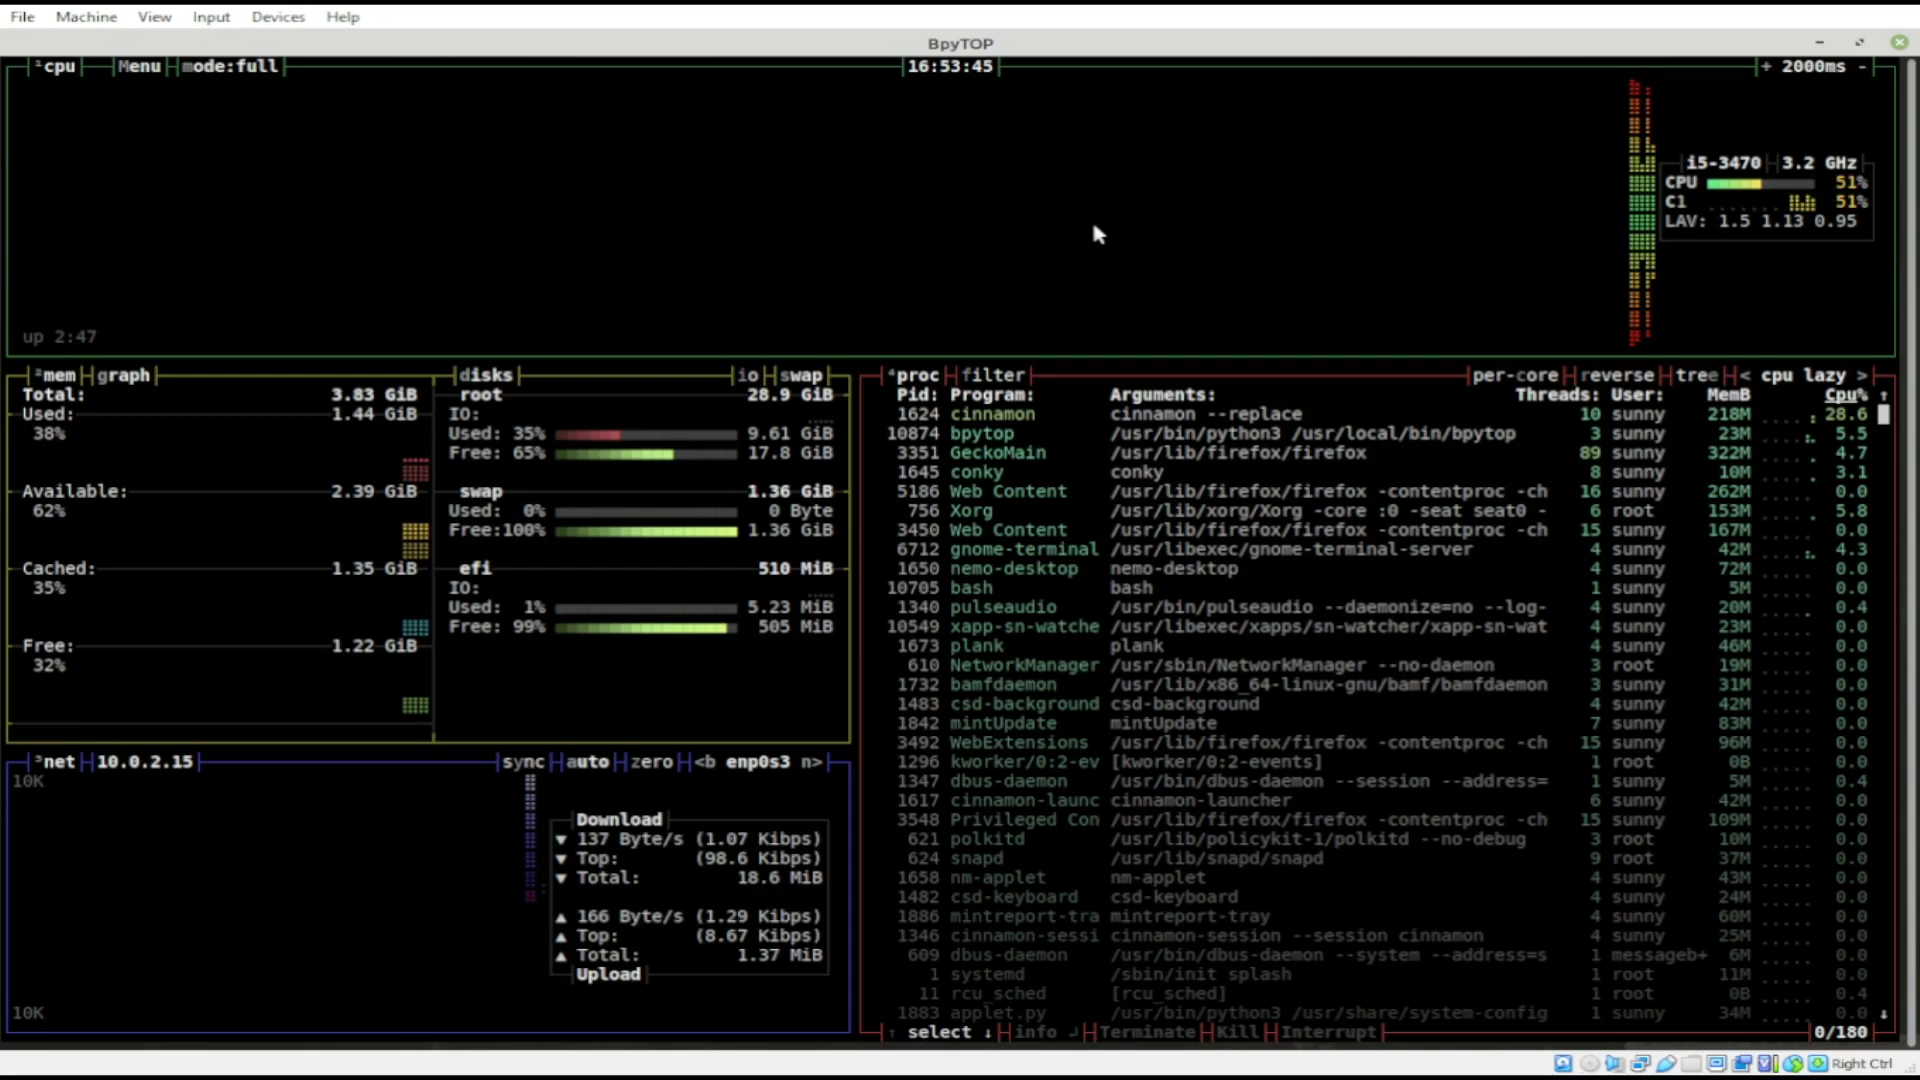 File Machine View Input Devices Help
BpyTOP
¹cpu Menu mode:full 16:53:45 + 2000ms -
i5-3470 3.2 GHz
CPU 51%
C1 51%
LAV: 1.5 1.13 0.95
up 2:47
²mem graph
Total: 3.83 GiB
Used: 1.44 GiB
38%
Available: 2.39 GiB
62%
Cached: 1.35 GiB
35%
Free: 1.22 GiB
32%
disks io swap
root 28.9 GiB
IO:
Used: 35% 9.61 GiB
Free: 65% 17.8 GiB
swap 1.36 GiB
Used: 0% 0 Byte
Free:100% 1.36 GiB
efi 510 MiB
IO:
Used: 1% 5.23 MiB
Free: 99% 505 MiB
³net 10.0.2.15 sync auto zero <b enp0s3 n>
10K
Download
▼ 137 Byte/s (1.07 Kibps)
▼ Top: (98.6 Kibps)
▼ Total: 18.6 MiB
▲ 166 Byte/s (1.29 Kibps)
▲ Top: (8.67 Kibps)
▲ Total: 1.37 MiB
Upload
10K
⁴proc filter per-core reverse tree < cpu lazy >
Pid: Program: Arguments: Threads: User: MemB Cpu% ↑
1624 cinnamon cinnamon --replace 10 sunny 218M 28.6
10874 bpytop /usr/bin/python3 /usr/local/bin/bpytop 3 sunny 23M 5.5
3351 GeckoMain /usr/lib/firefox/firefox 89 sunny 322M 4.7
1645 conky conky 8 sunny 10M 3.1
5186 Web Content /usr/lib/firefox/firefox -contentproc -ch 16 sunny 262M 0.0
756 Xorg /usr/lib/xorg/Xorg -core :0 -seat seat0 - 6 root 153M 5.8
3450 Web Content /usr/lib/firefox/firefox -contentproc -ch 15 sunny 167M 0.0
6712 gnome-terminal /usr/libexec/gnome-terminal-server 4 sunny 42M 4.3
1650 nemo-desktop nemo-desktop 4 sunny 72M 0.0
10705 bash bash 1 sunny 5M 0.0
1340 pulseaudio /usr/bin/pulseaudio --daemonize=no --log- 4 sunny 20M 0.4
10549 xapp-sn-watche /usr/libexec/xapps/sn-watcher/xapp-sn-wat 4 sunny 23M 0.0
1673 plank plank 4 sunny 46M 0.0
610 NetworkManager /usr/sbin/NetworkManager --no-daemon 3 root 19M 0.0
1732 bamfdaemon /usr/lib/x86_64-linux-gnu/bamf/bamfdaemon 3 sunny 31M 0.0
1483 csd-background csd-background 4 sunny 42M 0.0
1842 mintUpdate mintUpdate 7 sunny 83M 0.0
3492 WebExtensions /usr/lib/firefox/firefox -contentproc -ch 15 sunny 96M 0.0
1296 kworker/0:2-ev [kworker/0:2-events] 1 root 0B 0.0
1347 dbus-daemon /usr/bin/dbus-daemon --session --address= 1 sunny 5M 0.4
1617 cinnamon-launc cinnamon-launcher 6 sunny 42M 0.0
3548 Privileged Con /usr/lib/firefox/firefox -contentproc -ch 15 sunny 109M 0.0
621 polkitd /usr/lib/policykit-1/polkitd --no-debug 3 root 10M 0.0
624 snapd /usr/lib/snapd/snapd 9 root 37M 0.0
1658 nm-applet nm-applet 4 sunny 43M 0.0
1482 csd-keyboard csd-keyboard 4 sunny 24M 0.0
1886 mintreport-tra mintreport-tray 4 sunny 60M 0.0
1346 cinnamon-sessi cinnamon-session --session cinnamon 4 sunny 25M 0.0
609 dbus-daemon /usr/bin/dbus-daemon --system --address=s 1 messageb+ 6M 0.0
1 systemd /sbin/init splash 1 root 11M 0.0
11 rcu_sched [rcu_sched] 1 root 0B 0.4
1883 applet.py /usr/bin/python3 /usr/share/system-config 1 sunny 34M 0.0 ↓
↑ select ↓ info ↲ Terminate Kill Interrupt 0/180
Right Ctrl